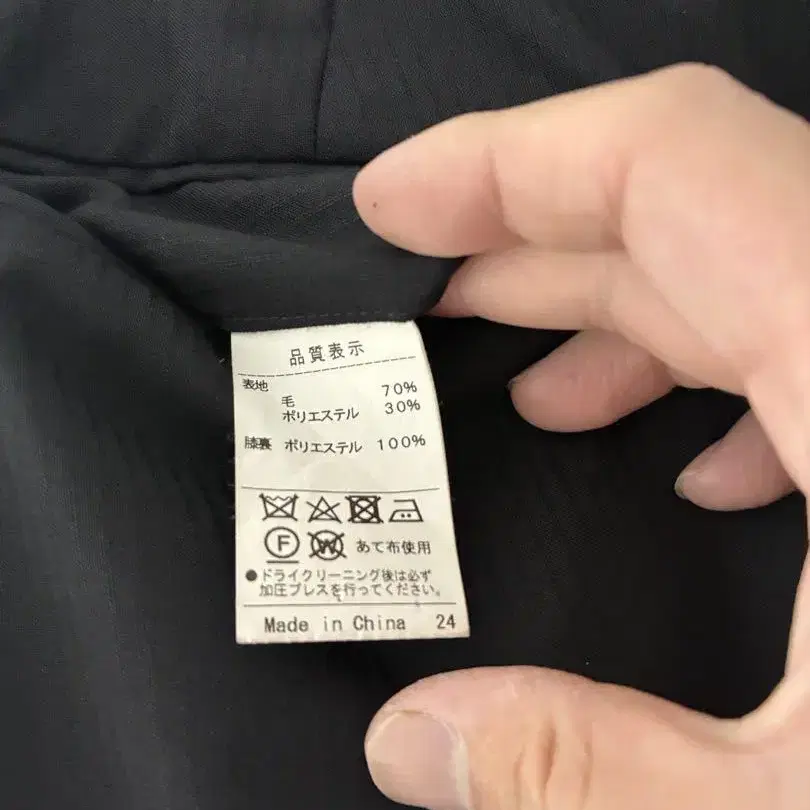 品質表示
表地
毛 70%
ポリエステル 30%
膝裏 ポリエステル 100%
F W あて布使用
●ドライクリーニング後は必ず
加圧プレスを行ってください。
Made in China 24